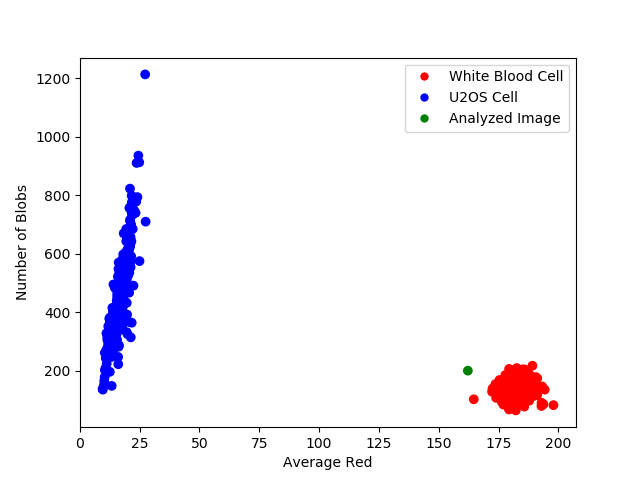 White Blood Cell
U2OS Cell
Analyzed Image
1200
1000
800
600
400
200
Number of Blobs
0 25 50 75 100 125 150 175 200
Average Red